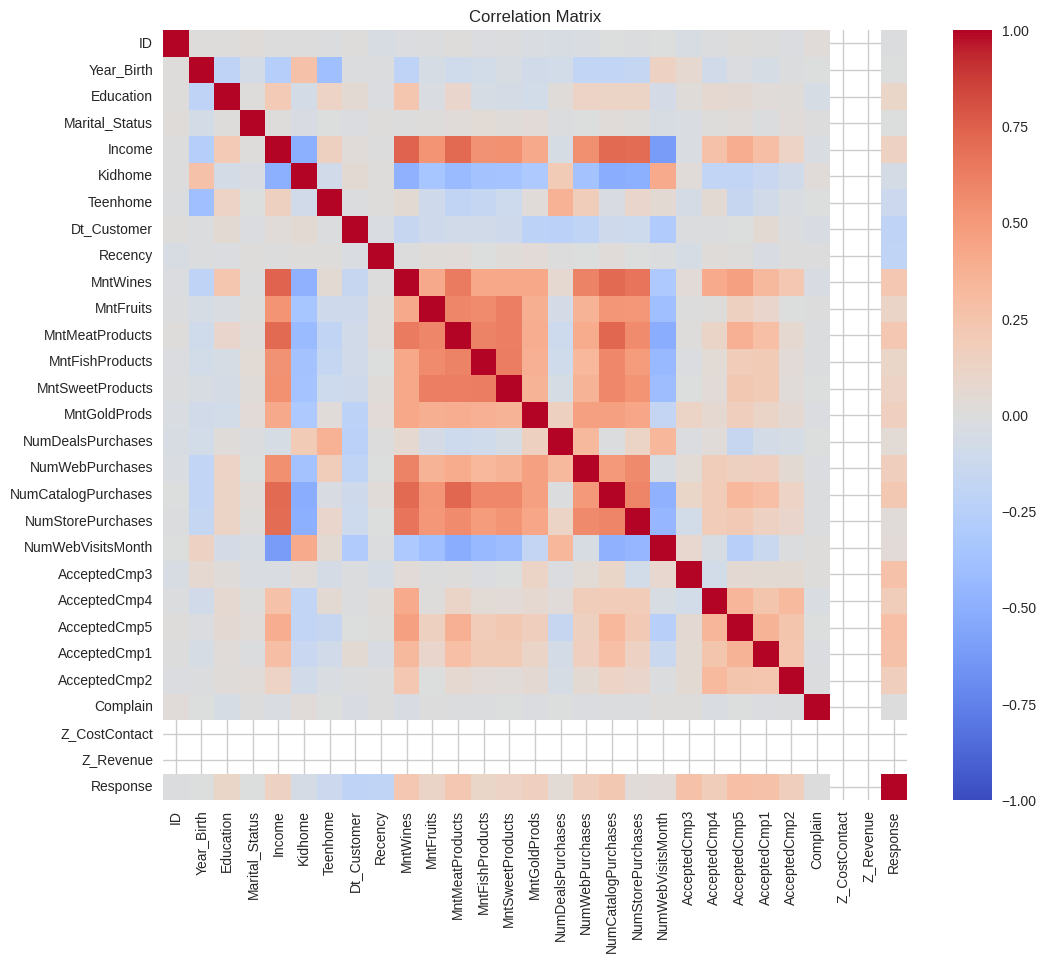 Correlation Matrix
ID
Year_Birth
Education
Marital_Status
Income
Kidhome
Teenhome
Dt_Customer
Recency
MntWines
MntFruits
MntMeatProducts
MntFishProducts
MntSweetProducts
MntGoldProds
NumDealsPurchases
NumWebPurchases
NumCatalogPurchases
NumStorePurchases
NumWebVisitsMonth
AcceptedCmp3
AcceptedCmp4
AcceptedCmp5
AcceptedCmp1
AcceptedCmp2
Complain
Z_CostContact
Z_Revenue
Response
ID
Year_Birth
Education
Marital_Status
Income
Kidhome
Teenhome
Dt_Customer
Recency
MntWines
MntFruits
MntMeatProducts
MntFishProducts
MntSweetProducts
MntGoldProds
NumDealsPurchases
NumWebPurchases
NumCatalogPurchases
NumStorePurchases
NumWebVisitsMonth
AcceptedCmp3
AcceptedCmp4
AcceptedCmp5
AcceptedCmp1
AcceptedCmp2
Complain
Z_CostContact
Z_Revenue
Response
1.00
0.75
0.50
0.25
0.00
−0.25
−0.50
−0.75
−1.00